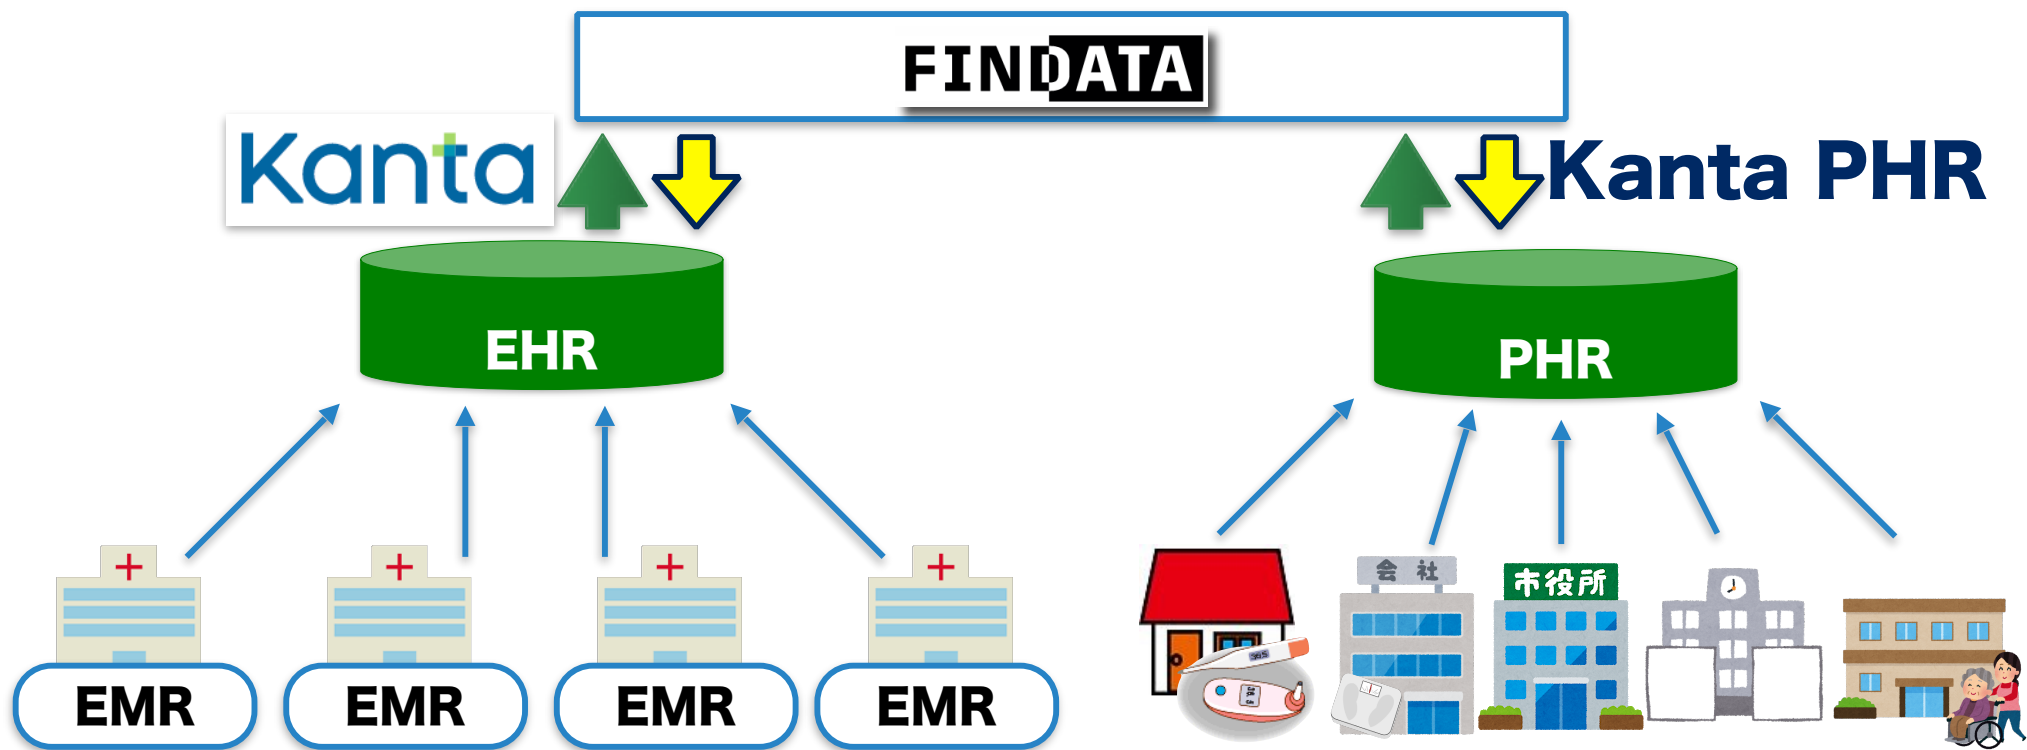 FINDATA
Kanta
Kanta PHR
EHR
PHR
会社
市役所
EMR
EMR
EMR
EMR